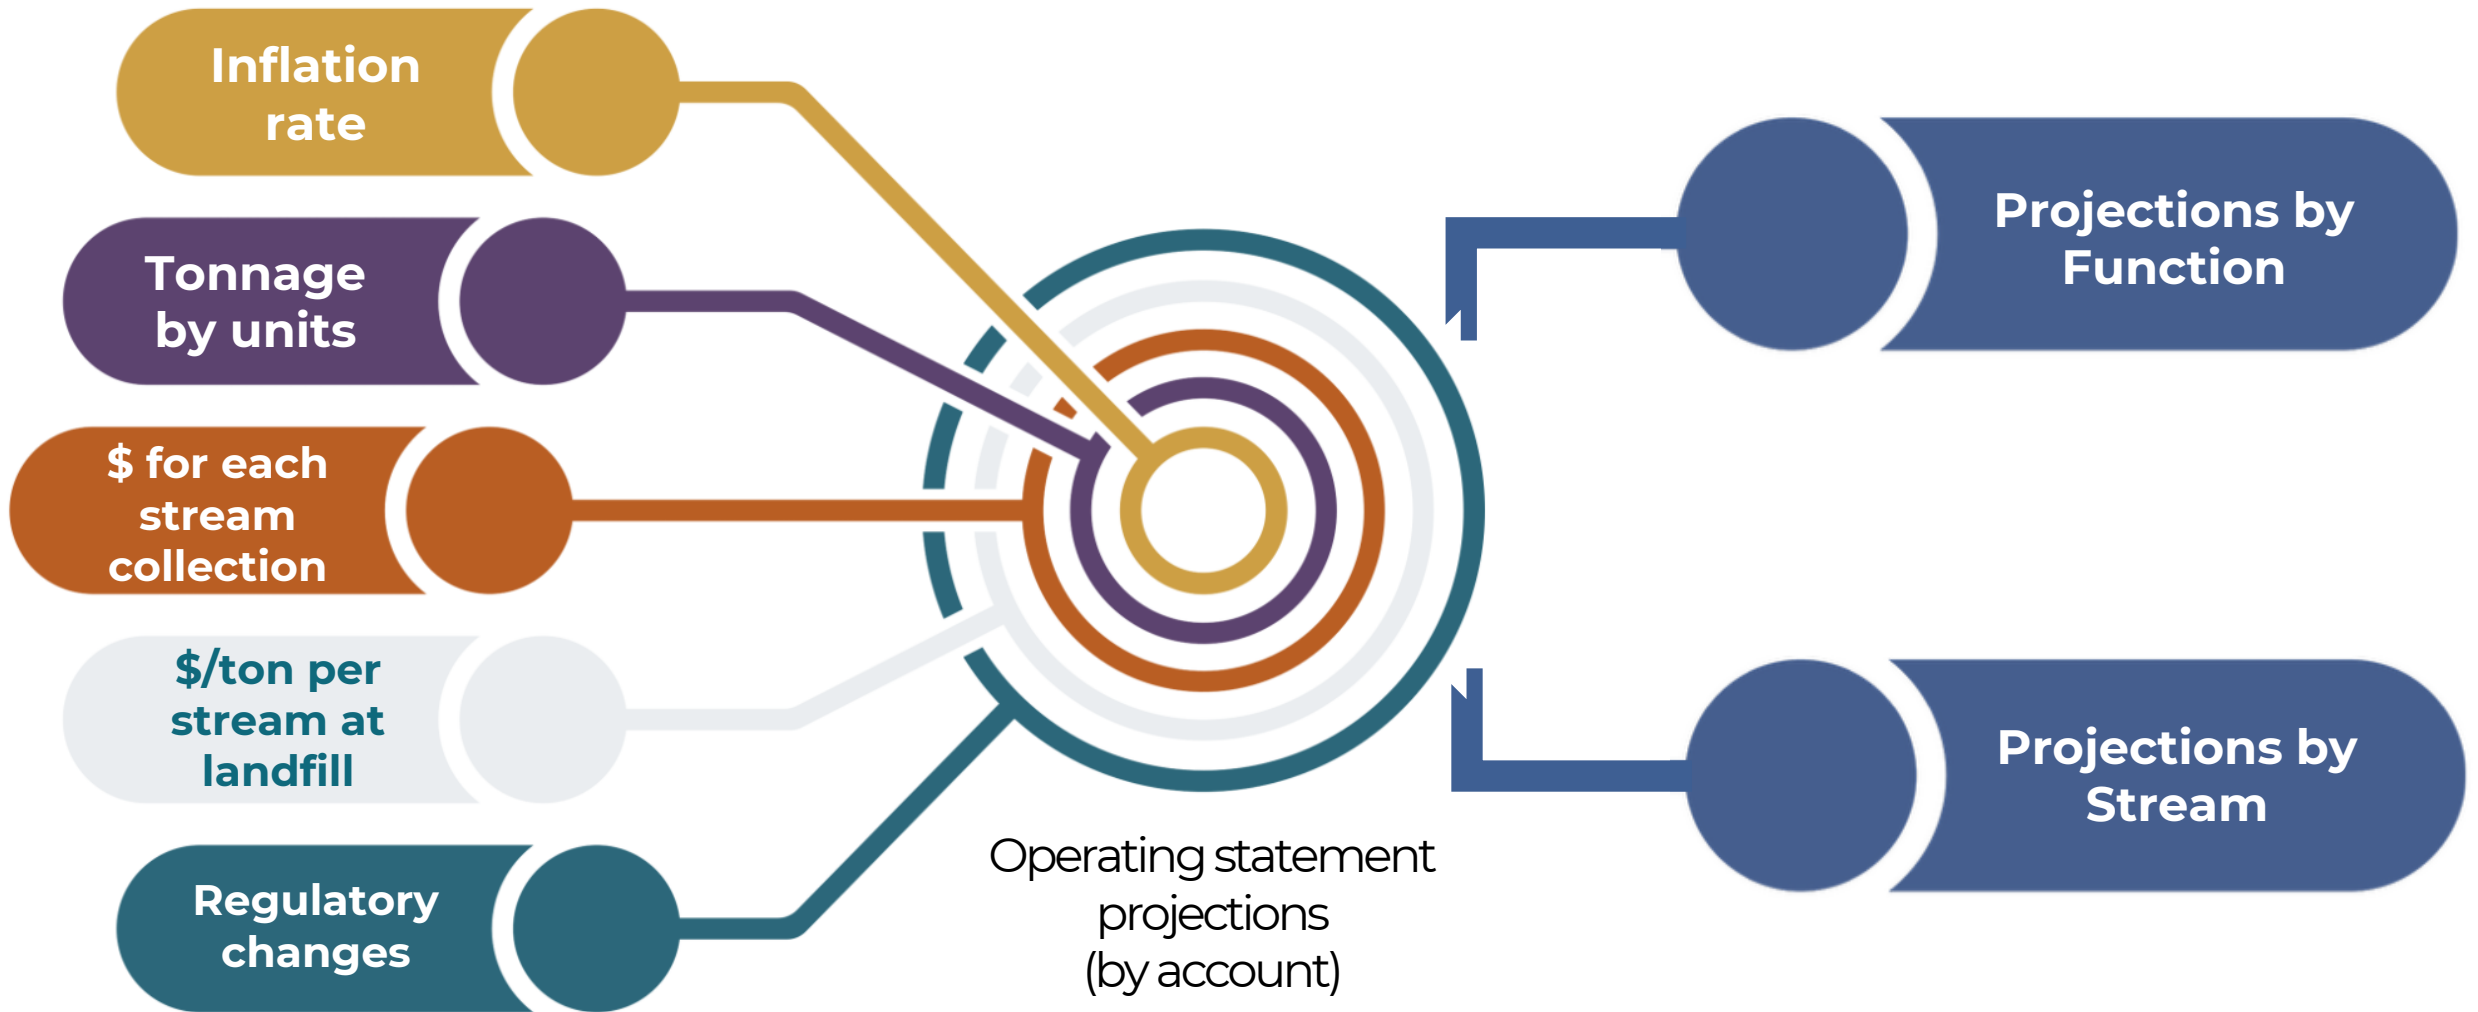 Inflation
rate
Tonnage
by units
$ for each
stream
collection
$/ton per
stream at
landfill
Regulatory
changes
Operating statement
projections
(by account)
Projections by
Function
Projections by
Stream